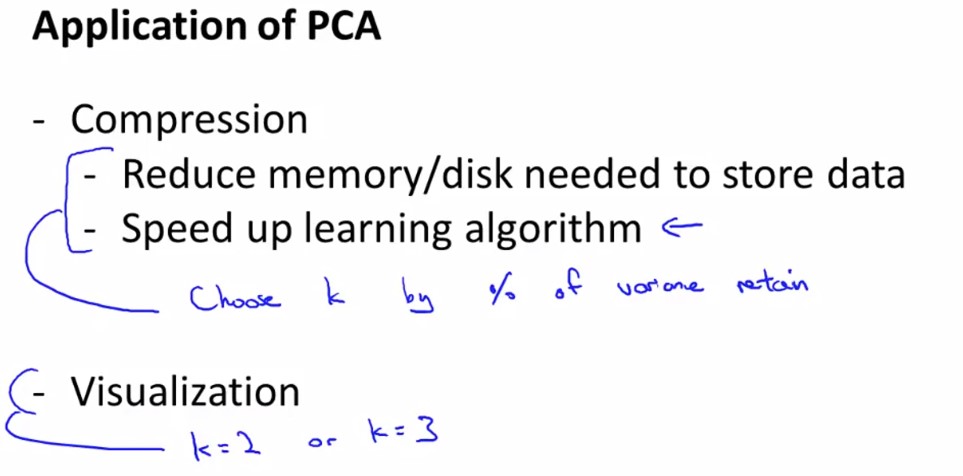 Application of PCA
- Compression
- Reduce memory/disk needed to store data
- Speed up learning algorithm ←
Choose k by % of variance retain
- Visualization
k=2 or k=3